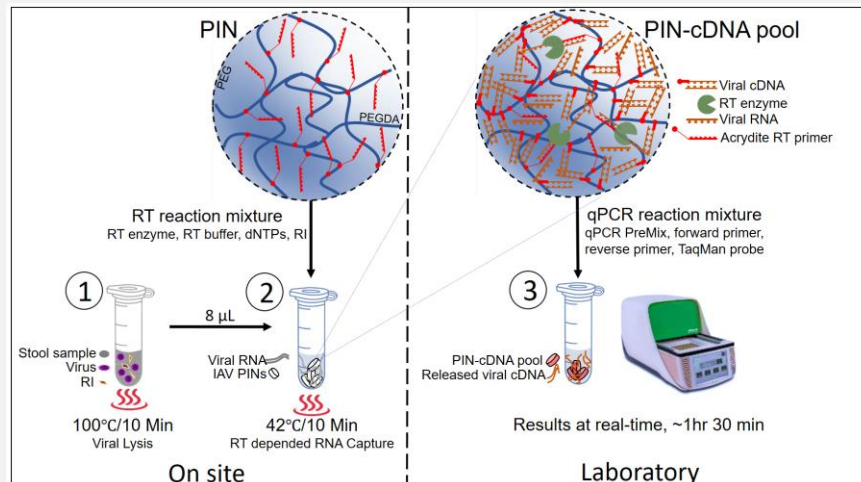 PIN
PEG
PEGDA
RT reaction mixture
RT enzyme, RT buffer, dNTPs, RI
1
8 µL
2
Stool sample
Virus
RI
Viral RNA
IAV PINs
100℃/10 Min
Viral Lysis
42℃/10 Min
RT depended RNA Capture
On site
PIN-cDNA pool
Viral cDNA
RT enzyme
Viral RNA
Acrydite RT primer
qPCR reaction mixture
qPCR PreMix, forward primer,
reverse primer, TaqMan probe
3
PIN-cDNA pool
Released viral cDNA
Results at real-time, ~1hr 30 min
Laboratory